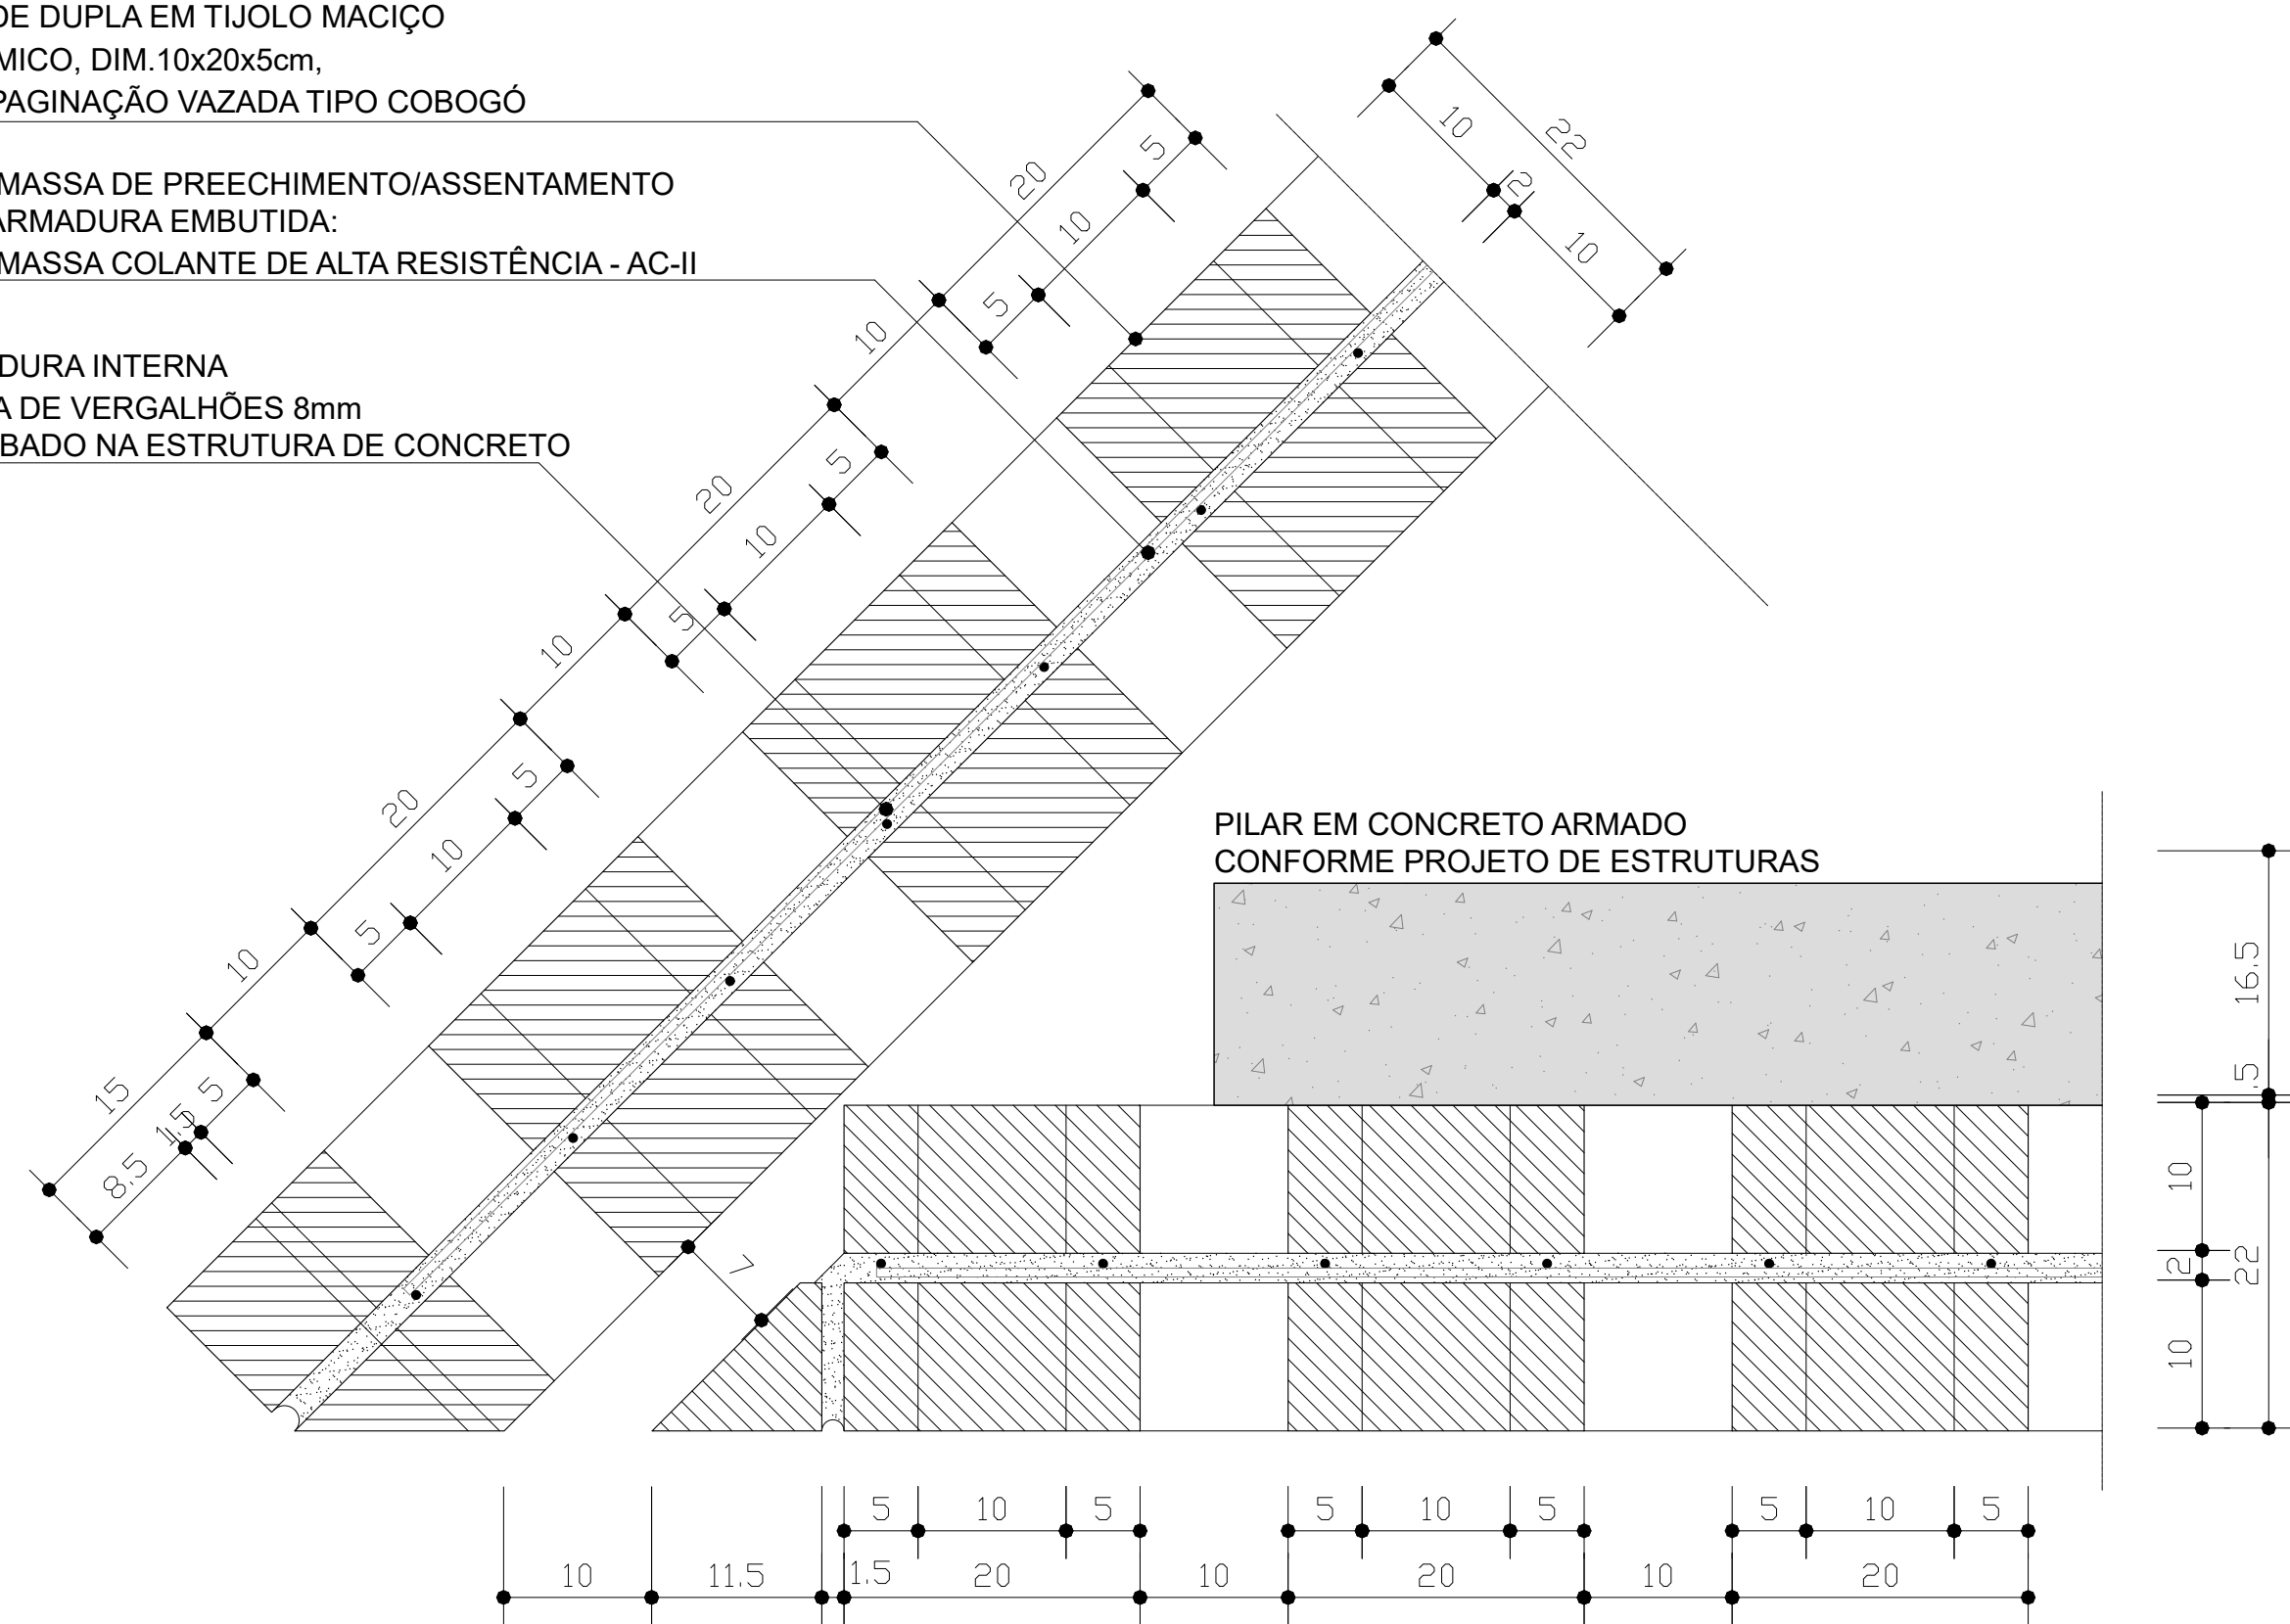 DE DUPLA EM TIJOLO MACIÇO
MICO, DIM.10x20x5cm,
PAGINAÇÃO VAZADA TIPO COBOGÓ
MASSA DE PREECHIMENTO/ASSENTAMENTO
ARMADURA EMBUTIDA:
MASSA COLANTE DE ALTA RESISTÊNCIA - AC-II
DURA INTERNA
A DE VERGALHÕES 8mm
BADO NA ESTRUTURA DE CONCRETO
10
22
2
10
20
5
10
5
10
20
5
10
5
10
20
5
10
5
10
15
5
1.5
8.5
7
PILAR EM CONCRETO ARMADO
CONFORME PROJETO DE ESTRUTURAS
16.5
.5
10
2
22
10
5 10 5 5 10 5 5 10 5
10 11.5 1.5 20 10 20 10 20